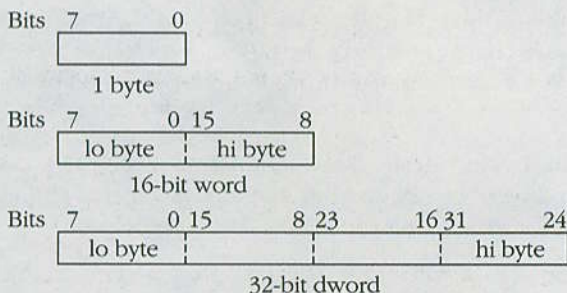 Bits 7 0
1 byte
Bits 7 0 15 8
lo byte hi byte
16-bit word
Bits 7 0 15 8 23 16 31 24
lo byte hi byte
32-bit dword